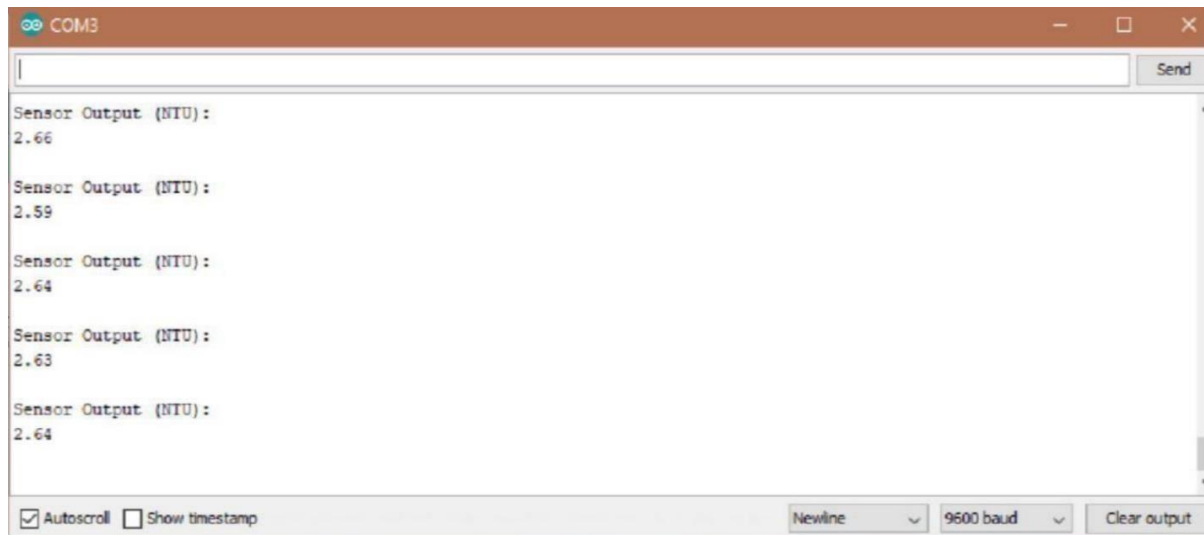 COM3
Send
Sensor Output (NTU):
2.66
Sensor Output (NTU):
2.59
Sensor Output (NTU):
2.64
Sensor Output (NTU):
2.63
Sensor Output (NTU):
2.64
Autoscroll Show timestamp Newline 9600 baud Clear output